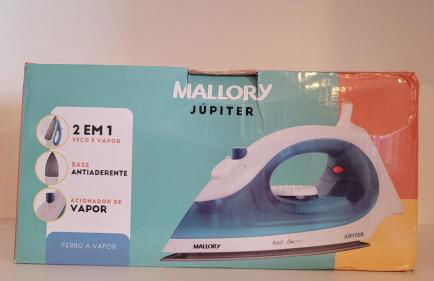 MALLORY
JÚPITER
2 EM 1
SECO E VAPOR
BASE
ANTIADERENTE
ACIONADOR DE
VAPOR
FERRO A VAPOR
MALLORY
JÚPITER